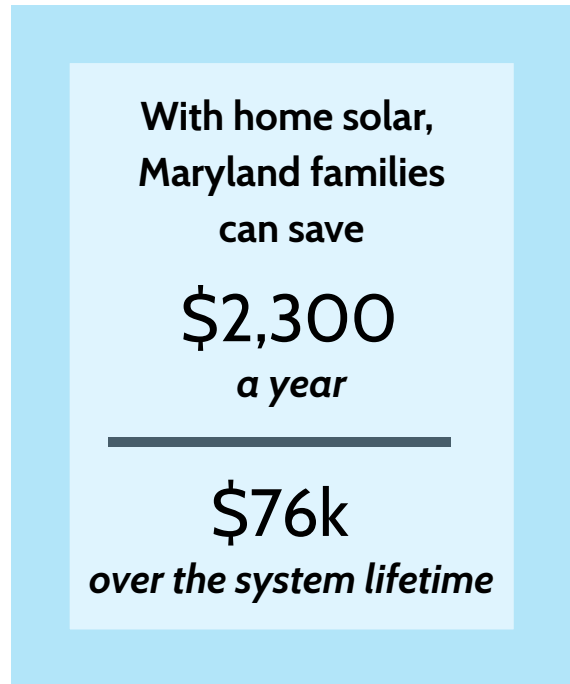 With home solar,
Maryland families
can save
$2,300
a year
$76k
over the system lifetime